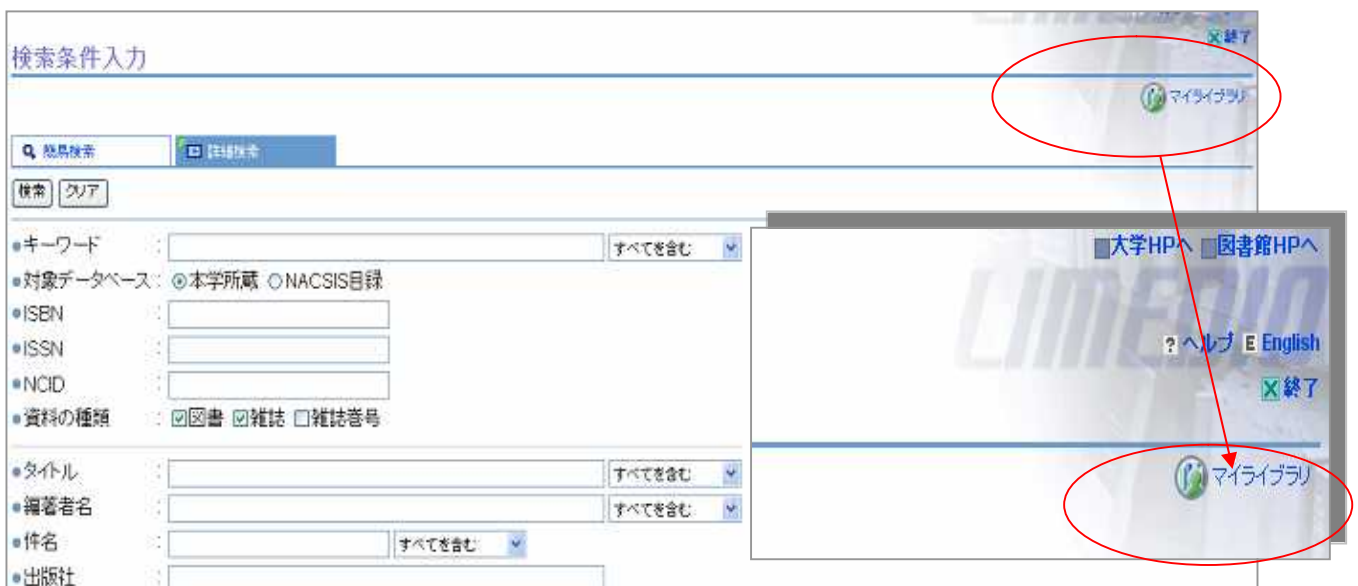 終了
検索条件入力
マイライブラリ
簡易検索 詳細検索
検索 クリア
キーワード : すべてを含む
対象データベース : 本学所蔵 NACSIS目録
ISBN :
ISSN :
NCID :
資料の種類 : 図書 雑誌 雑誌巻号
タイトル : すべてを含む
編著者名 : すべてを含む
件名 : すべてを含む
出版社 :
大学HPへ 図書館HPへ
LIMEDIO
? ヘルプ E English
終了
マイライブラリ